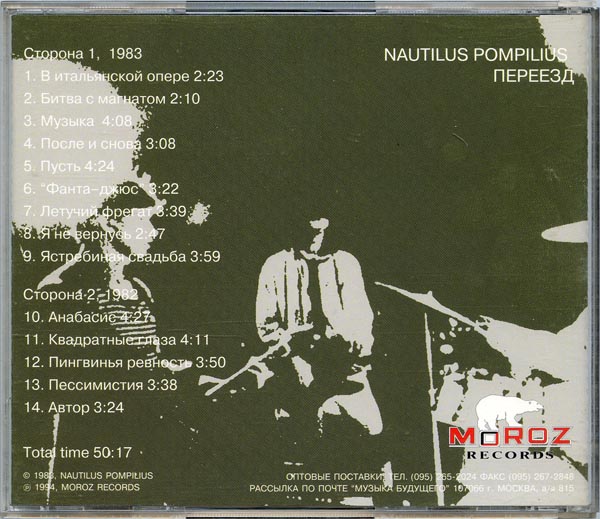 Сторона 1, 1983
1. В итальянской опере 2:23
2. Битва с магнатом 2:10
3. Музыка 4:08
4. После и снова 3:08
5. Пусть 4:24
6. "Фанта-джюс" 3:22
7. Летучий фрегат 3:39
8. Я не вернусь 2:47
9. Ястребиная свадьба 3:59
Сторона 2, 1982
10. Анабасис 4:27
11. Квадратные глаза 4:11
12. Пингвинья ревность 3:50
13. Пессимистия 3:38
14. Автор 3:24
Total time 50:17
© 1983, NAUTILUS POMPILIUS
℗ 1994, MOROZ RECORDS
NAUTILUS POMPILIUS
ПЕРЕЕЗД
MOROZ
RECORDS
ОПТОВЫЕ ПОСТАВКИ: ТЕЛ. (095) 265-2024 ФАКС (095) 267-2848
РАССЫЛКА ПО ПОЧТЕ "МУЗЫКА БУДУЩЕГО" 107066 г. МОСКВА, а/я 815